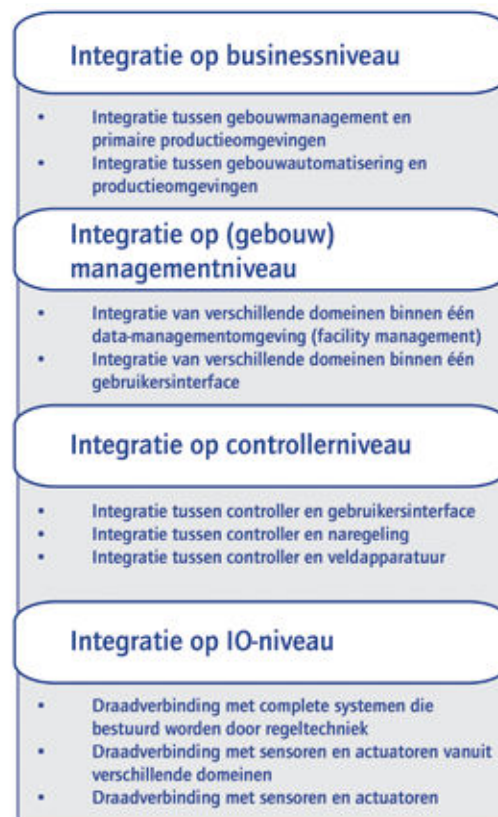 Integratie op businessniveau
• Integratie tussen gebouwmanagement en
primaire productieomgevingen
• Integratie tussen gebouwautomatisering en
productieomgevingen
Integratie op (gebouw)
managementniveau
• Integratie van verschillende domeinen binnen één
data-managementomgeving (facility management)
• Integratie van verschillende domeinen binnen één
gebruikersinterface
Integratie op controllerniveau
• Integratie tussen controller en gebruikersinterface
• Integratie tussen controller en naregeling
• Integratie tussen controller en veldapparatuur
Integratie op IO-niveau
• Draadverbinding met complete systemen die
bestuurd worden door regeltechniek
• Draadverbinding met sensoren en actuatoren vanuit
verschillende domeinen
• Draadverbinding met sensoren en actuatoren